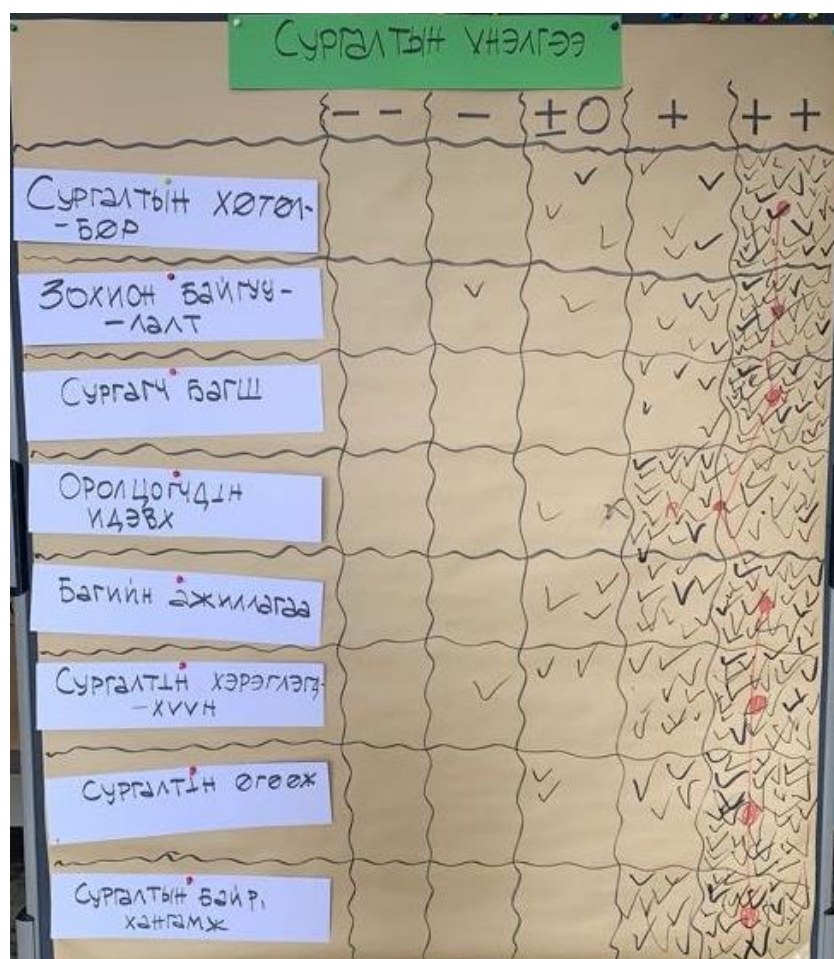 Сургалтын үнэлгээ
– – – ±0 + ++
Сургалтын хөтөл-
-бөр
Зохион байгуу-
-лалт
Сургагч багш
Оролцогчдын
идэвх
Багийн ажиллагаа
Сургалтын хэрэглэгд-
-хүүн
Сургалтын өгөөж
Сургалтын байр,
хангамж